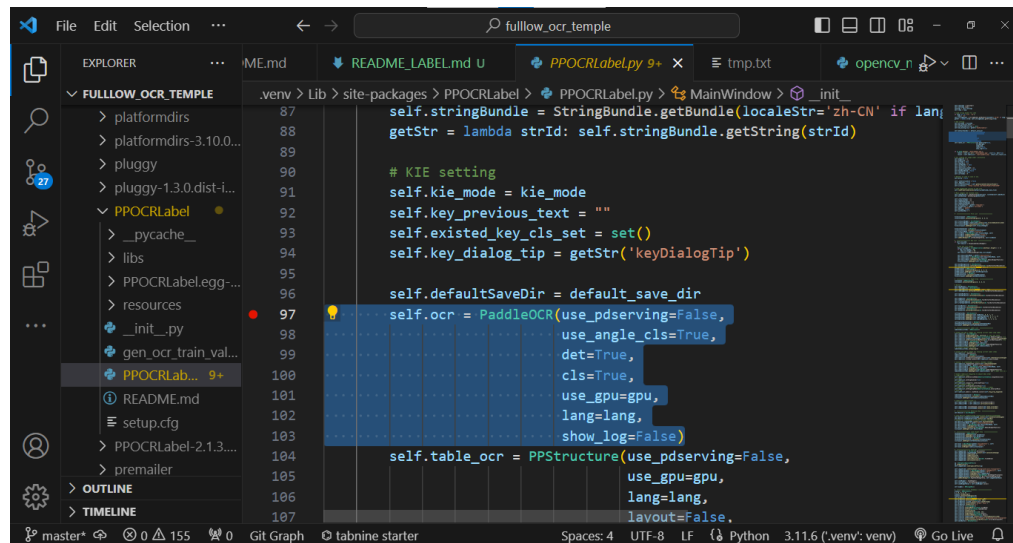 File Edit Selection ··· fulllow_ocr_temple
EXPLORER ···
FULLLOW_OCR_TEMPLE
platformdirs
platformdirs-3.10.0...
pluggy
pluggy-1.3.0.dist-i...
PPOCRLabel
__pycache__
libs
PPOCRLabel.egg-...
resources
__init__.py
gen_ocr_train_val...
PPOCRLab... 9+
README.md
setup.cfg
PPOCRLabel-2.1.3....
premailer
OUTLINE
TIMELINE
27
ME.md README_LABEL.md U PPOCRLabel.py 9+ tmp.txt opencv_n
.venv > Lib > site-packages > PPOCRLabel > PPOCRLabel.py > MainWindow > __init__
87 self.stringBundle = StringBundle.getBundle(localeStr='zh-CN' if lang
88 getStr = lambda strId: self.stringBundle.getString(strId)
89
90 # KIE setting
91 self.kie_mode = kie_mode
92 self.key_previous_text = ""
93 self.existed_key_cls_set = set()
94 self.key_dialog_tip = getStr('keyDialogTip')
95
96 self.defaultSaveDir = default_save_dir
97 self.ocr = PaddleOCR(use_pdserving=False,
98 use_angle_cls=True,
99 det=True,
100 cls=True,
101 use_gpu=gpu,
102 lang=lang,
103 show_log=False)
104 self.table_ocr = PPStructure(use_pdserving=False,
105 use_gpu=gpu,
106 lang=lang,
107 layout=False,
master* 0 155 0 Git Graph tabnine starter Spaces: 4 UTF-8 LF Python 3.11.6 ('.venv': venv) Go Live